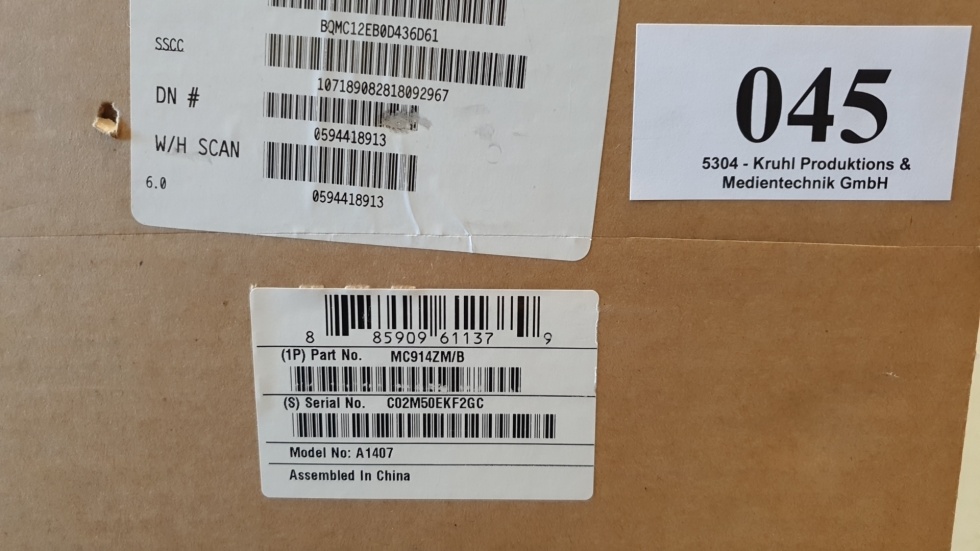 BQMC12EB0D436D61
SSCC
107189082818092967
DN #
0594418913
W/H SCAN
6.0
0594418913
045
5304 - Kruhl Produktions &
Medientechnik GmbH
8 85909 61137 9
(1P) Part No. MC914ZM/B
(S) Serial No. C02M50EKF2GC
Model No: A1407
Assembled In China